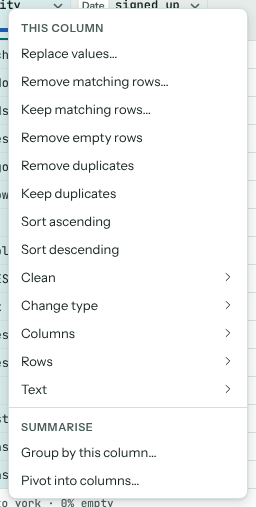 ity Date signed_up
THIS COLUMN
Replace values...
Remove matching rows...
Keep matching rows...
Remove empty rows
Remove duplicates
Keep duplicates
Sort ascending
Sort descending
Clean
Change type
Columns
Rows
Text
SUMMARISE
Group by this column...
Pivot into columns...
to york · 0% empty